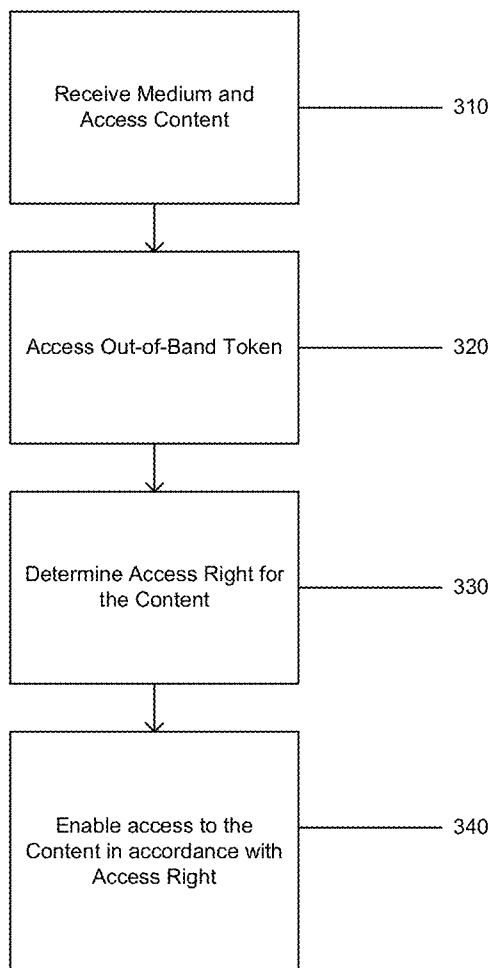 Receive Medium and
Access Content
310
Access Out-of-Band Token
320
Determine Access Right for
the Content
330
Enable access to the
Content in accordance with
Access Right
340